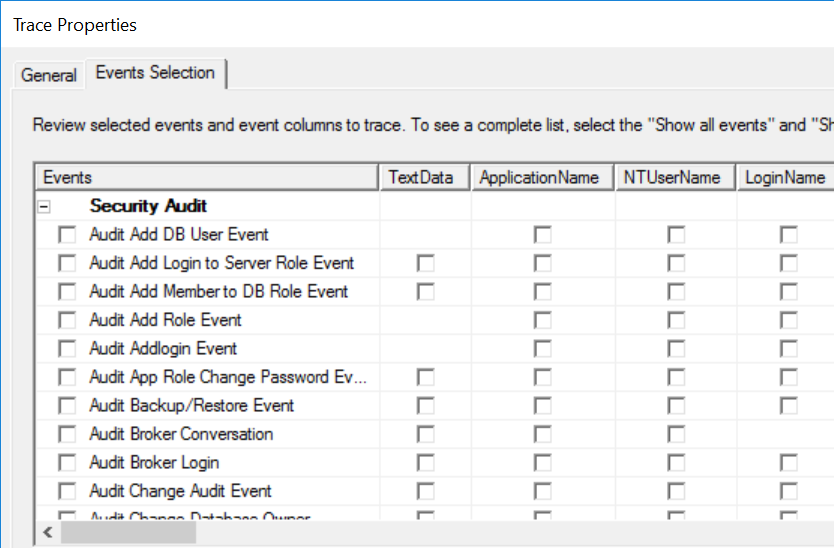 Trace Properties
General Events Selection
Review selected events and event columns to trace. To see a complete list, select the "Show all events" and "Sh
Events TextData ApplicationName NTUserName LoginName
Security Audit
Audit Add DB User Event
Audit Add Login to Server Role Event
Audit Add Member to DB Role Event
Audit Add Role Event
Audit Addlogin Event
Audit App Role Change Password Ev...
Audit Backup/Restore Event
Audit Broker Conversation
Audit Broker Login
Audit Change Audit Event
Audit Change Database Owner